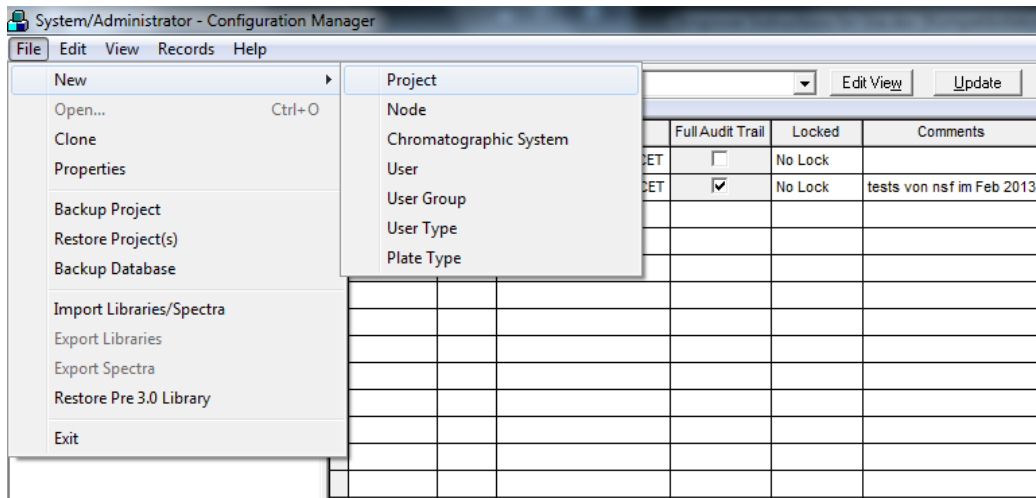 System/Administrator - Configuration Manager
File Edit View Records Help
New
Open... Ctrl+O
Clone
Properties
Backup Project
Restore Project(s)
Backup Database
Import Libraries/Spectra
Export Libraries
Export Spectra
Restore Pre 3.0 Library
Exit
Project
Node
Chromatographic System
User
User Group
User Type
Plate Type
Edit View Update
Full Audit Trail Locked Comments
CET No Lock
CET No Lock tests von nsf im Feb 2013